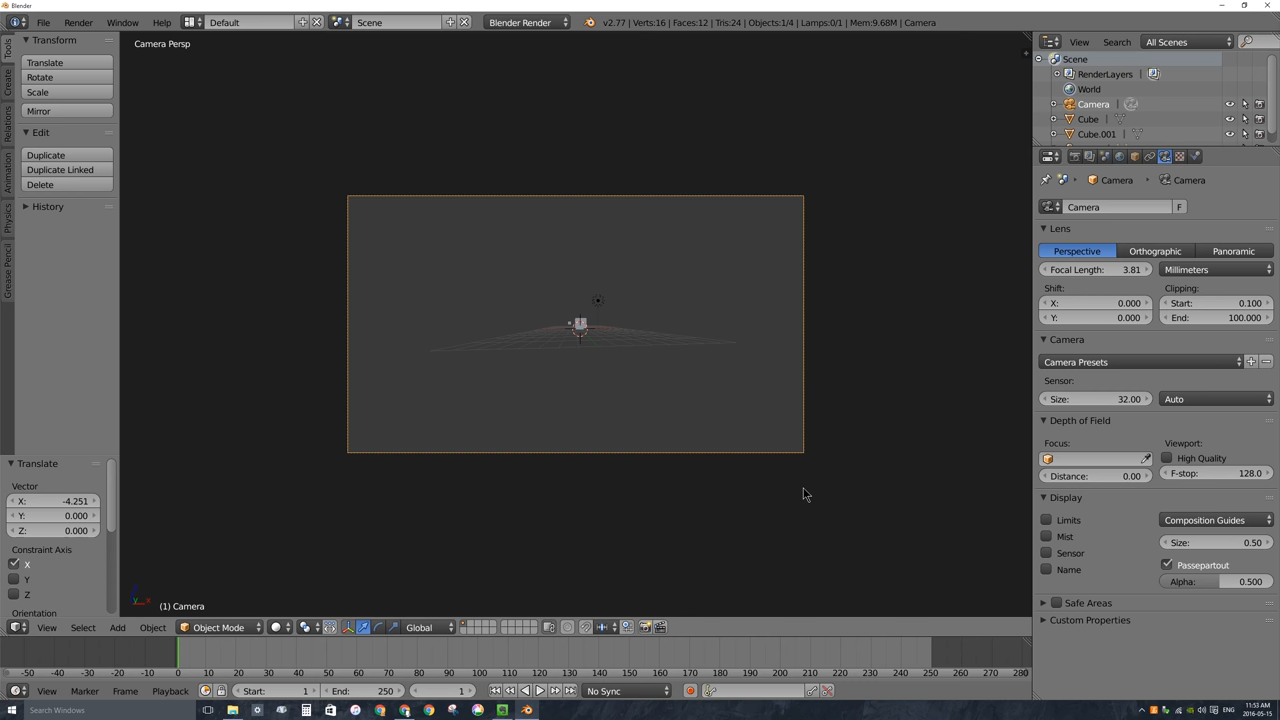 Blender
File Render Window Help Default Scene Blender Render v2.77 | Verts:16 | Faces:12 | Tris:24 | Objects:1/4 | Lamps:0/1 | Mem:9.68M | Camera
Tools
Create
Relations
Animation
Physics
Grease Pencil
Transform
Translate
Rotate
Scale
Mirror
Edit
Duplicate
Duplicate Linked
Delete
History
Translate
Vector
X: -4.251
Y: 0.000
Z: 0.000
Constraint Axis
X
Y
Z
Orientation
Camera Persp
(1) Camera
View Select Add Object Object Mode Global
View Search All Scenes
Scene
RenderLayers
World
Camera
Cube
Cube.001
Camera Camera
Camera F
Lens
Perspective Orthographic Panoramic
Focal Length: 3.81 Millimeters
Shift: Clipping:
X: 0.000 Start: 0.100
Y: 0.000 End: 100.000
Camera
Camera Presets
Sensor:
Size: 32.00 Auto
Depth of Field
Focus: Viewport:
High Quality
Distance: 0.00 F-stop: 128.0
Display
Limits Composition Guides
Mist Size: 0.50
Sensor Passepartout
Name Alpha: 0.500
Safe Areas
Custom Properties
-50 -40 -30 -20 -10 0 10 20 30 40 50 60 70 80 90 100 110 120 130 140 150 160 170 180 190 200 210 220 230 240 250 260 270 280
View Marker Frame Playback Start: 1 End: 250 1 No Sync
Search Windows ENG 11:53 AM
2016-05-15